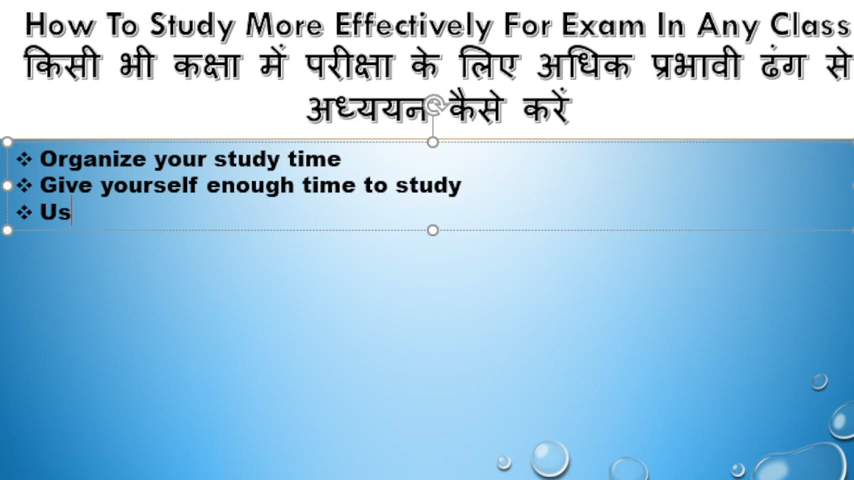 How To Study More Effectively For Exam In Any Class
किसी भी कक्षा में परीक्षा के लिए अधिक प्रभावी ढंग से
अध्ययन कैसे करें
❖ Organize your study time
❖ Give yourself enough time to study
❖ Us